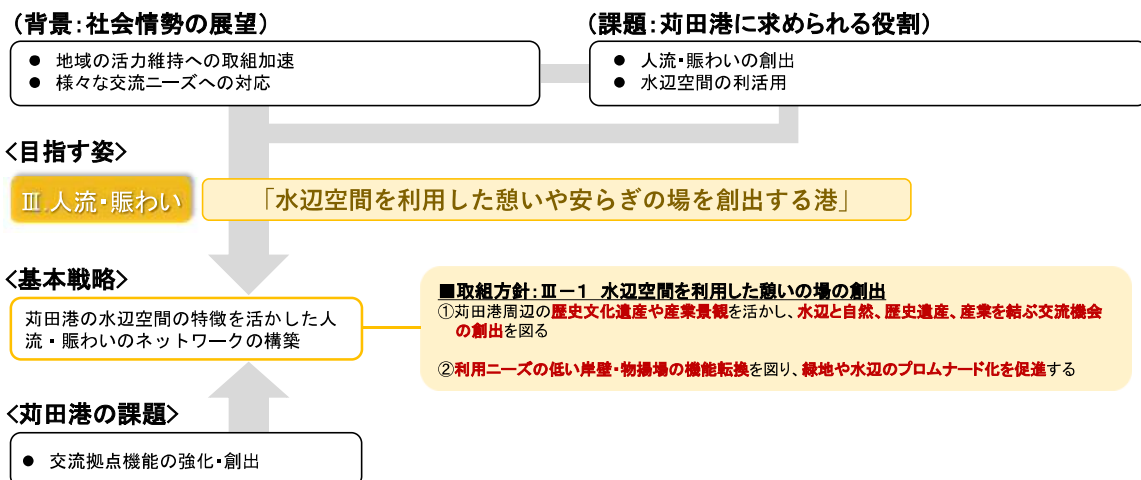 (背景:社会情勢の展望)
● 地域の活力維持への取組加速
● 様々な交流ニーズへの対応
(課題:苅田港に求められる役割)
● 人流・賑わいの創出
● 水辺空間の利活用
<目指す姿>
Ⅲ.人流・賑わい
「水辺空間を利用した憩いや安らぎの場を創出する港」
<基本戦略>
苅田港の水辺空間の特徴を活かした人
流・賑わいのネットワークの構築
■取組方針:Ⅲ-1 水辺空間を利用した憩いの場の創出
①苅田港周辺の歴史文化遺産や産業景観を活かし、水辺と自然、歴史遺産、産業を結ぶ交流機会
の創出を図る
②利用ニーズの低い岸壁・物揚場の機能転換を図り、緑地や水辺のプロムナード化を促進する
<苅田港の課題>
● 交流拠点機能の強化・創出